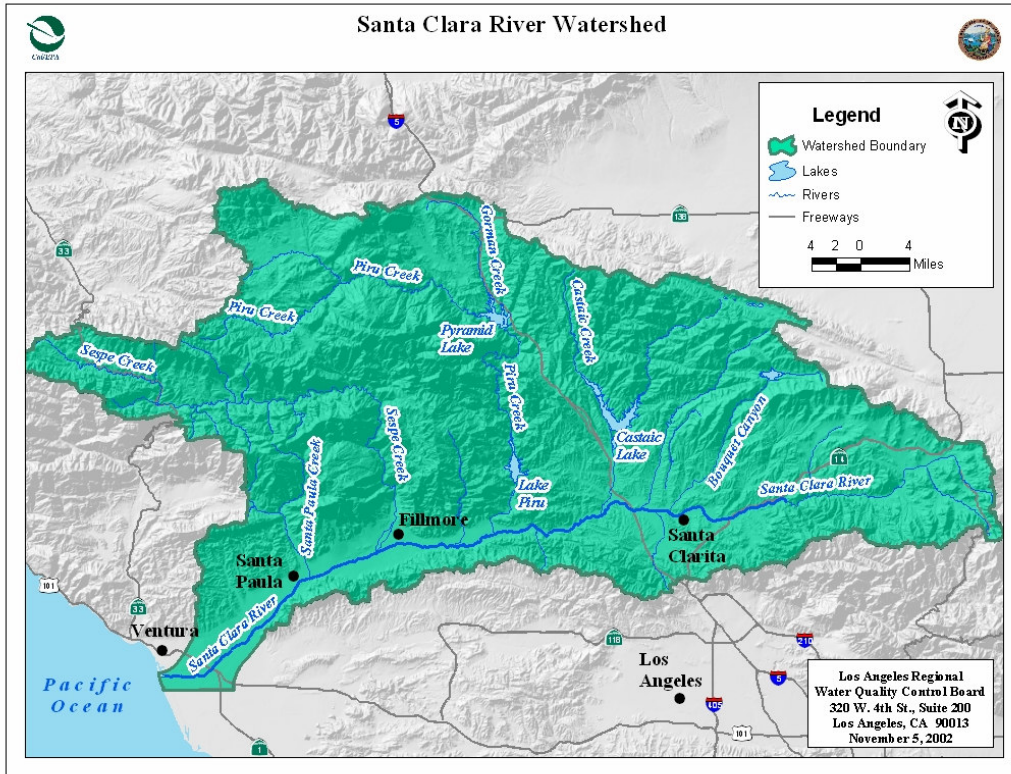 Santa Clara River Watershed
Cal/EPA
Legend
N
Watershed Boundary
Lakes
Rivers
Freeways
4 2 0 4
Miles
5
33
138
Gorman Creek
Piru Creek
Piru Creek
Castaic Creek
Pyramid
Lake
Sespe Creek
Piru Creek
Sespe Creek
Castaic
Lake
Bouquet Canyon
14
Santa Paula Creek
Lake
Piru
Santa Clara River
Fillmore
Santa
Clarita
Santa
Paula
101
33
Ventura
Santa Clara River
118
210
Los
Angeles
5
405
101
1
Pacific
Ocean
Los Angeles Regional
Water Quality Control Board
320 W. 4th St., Suite 200
Los Angeles, CA 90013
November 5, 2002